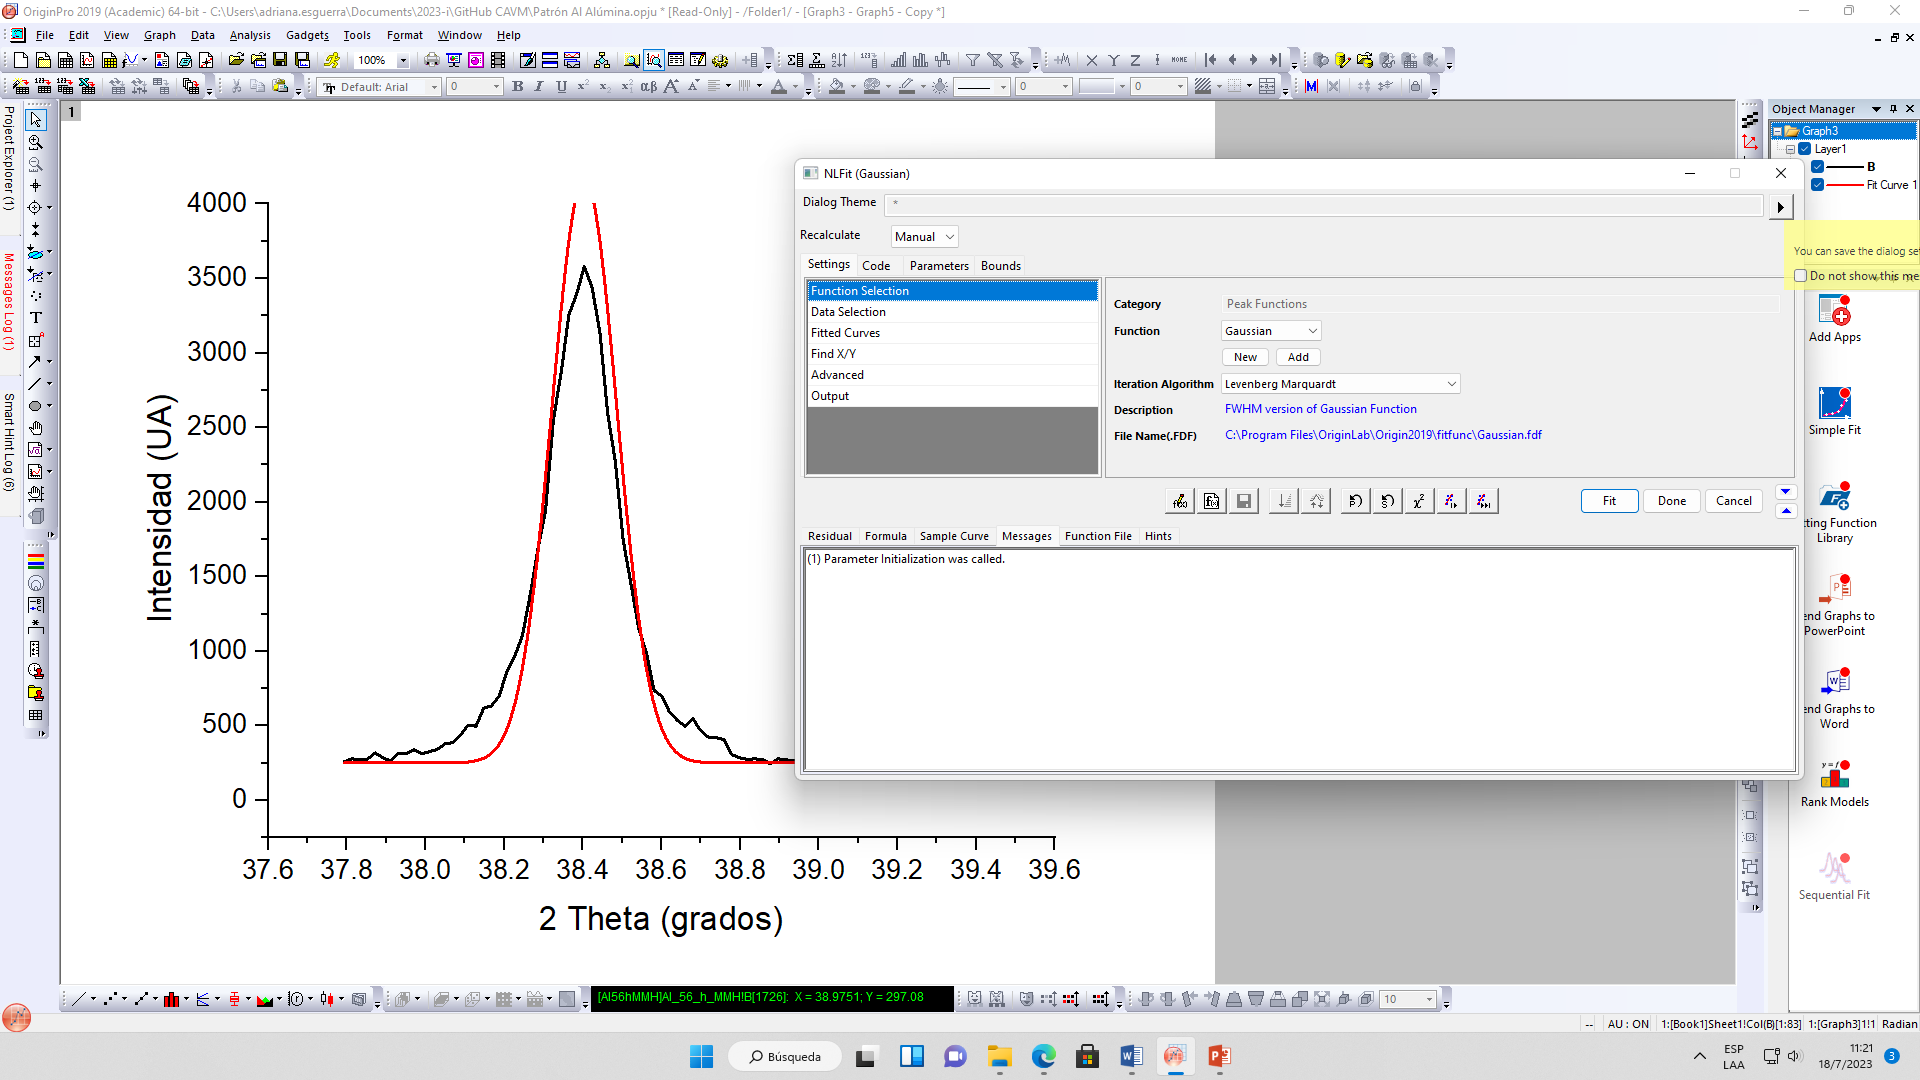 OriginPro 2019 (Academic) 64-bit - C:\Users\adriana.esguerra\Documents\2023-i\GitHub CAVM\Patrón Al Alúmina.opju * [Read-Only] - /Folder1/ - [Graph3 - Graph5 - Copy *]
File Edit View Graph Data Analysis Gadgets Tools Format Window Help
100%
Default: Arial
0
B I U
αβ
0
0
Project Explorer (1)
Messages Log (1)
Smart Hint Log (6)
1
4000
3500
3000
2500
2000
1500
1000
500
0
Intensidad (UA)
37.6 37.8 38.0 38.2 38.4 38.6 38.8 39.0 39.2 39.4 39.6
2 Theta (grados)
NLFit (Gaussian)
Dialog Theme *
Recalculate Manual
Settings Code Parameters Bounds
Function Selection
Data Selection
Fitted Curves
Find X/Y
Advanced
Output
Category Peak Functions
Function Gaussian
New Add
Iteration Algorithm Levenberg Marquardt
Description FWHM version of Gaussian Function
File Name(.FDF) C:\Program Files\OriginLab\Origin2019\fitfunc\Gaussian.fdf
Fit Done Cancel
Residual Formula Sample Curve Messages Function File Hints
(1) Parameter Initialization was called.
Object Manager
Graph3
Layer1
B
Fit Curve 1
You can save the dialog set
Do not show this me
Add Apps
Simple Fit
tting Function
Library
end Graphs to
PowerPoint
end Graphs to
Word
y = f
Rank Models
Sequential Fit
[Al56hMMH]Al_56_h_MMH!B[1726]: X = 38.9751; Y = 297.08
10
-- AU : ON 1:[Book1]Sheet1!Col(B)[1:83] 1:[Graph3]1!1 Radian
Búsqueda
ESP
LAA
11:21
18/7/2023
3